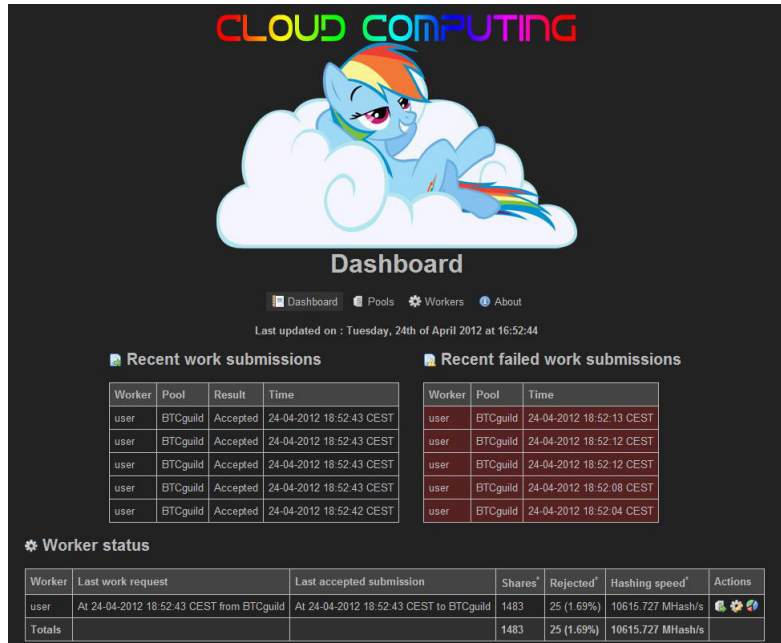 CLOUD COMPUTING
Dashboard
Dashboard Pools Workers About
Last updated on : Tuesday, 24th of April 2012 at 16:52:44
Recent work submissions
Worker Pool Result Time
user BTCguild Accepted 24-04-2012 18:52:43 CEST
user BTCguild Accepted 24-04-2012 18:52:43 CEST
user BTCguild Accepted 24-04-2012 18:52:43 CEST
user BTCguild Accepted 24-04-2012 18:52:43 CEST
user BTCguild Accepted 24-04-2012 18:52:42 CEST
Recent failed work submissions
Worker Pool Time
user BTCguild 24-04-2012 18:52:13 CEST
user BTCguild 24-04-2012 18:52:12 CEST
user BTCguild 24-04-2012 18:52:12 CEST
user BTCguild 24-04-2012 18:52:08 CEST
user BTCguild 24-04-2012 18:52:04 CEST
Worker status
Worker Last work request Last accepted submission Shares* Rejected* Hashing speed* Actions
user At 24-04-2012 18:52:43 CEST from BTCguild At 24-04-2012 18:52:43 CEST to BTCguild 1483 25 (1.69%) 10615.727 MHash/s
Totals 1483 25 (1.69%) 10615.727 MHash/s